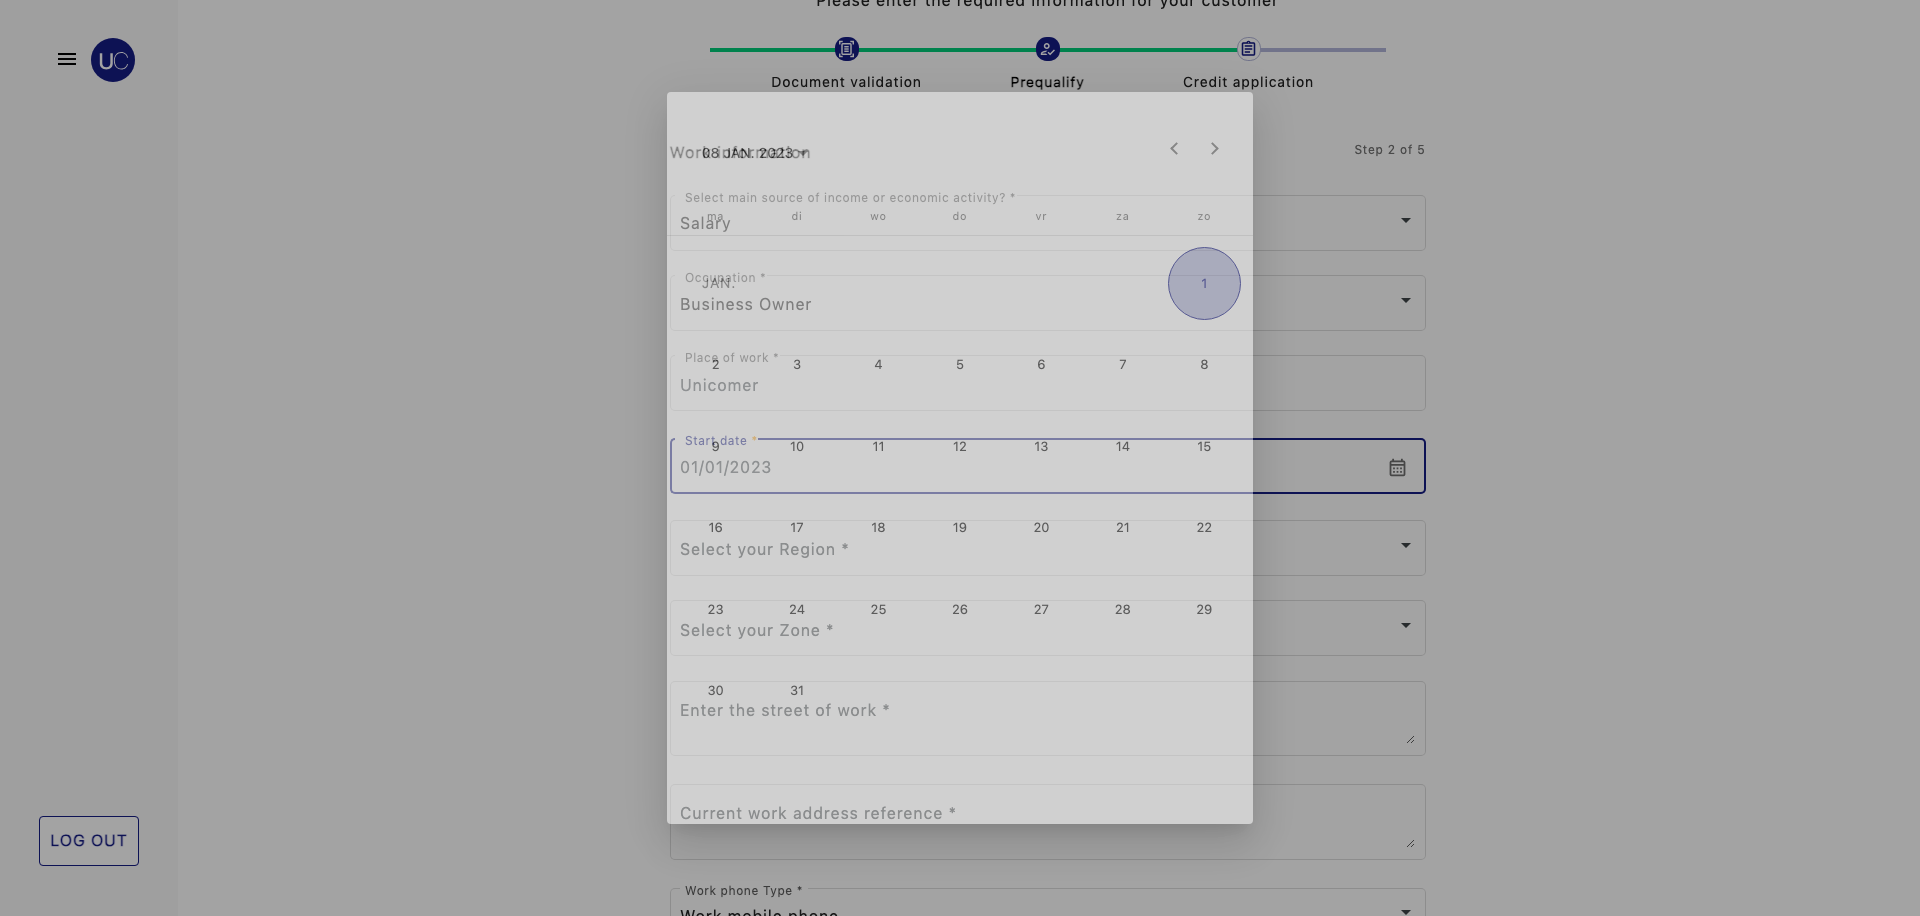 Please enter the required information for your customer
UC
Document validation
Prequalify
Credit application
Work information
JAN. 2023
Step 2 of 5
Select main source of income or economic activity? *
Salary
ma di wo do vr za zo
Occupation *
JAN. 1
Business Owner
Place of work *
2 3 4 5 6 7 8
Unicomer
Start date *
9 10 11 12 13 14 15
01/01/2023
16 17 18 19 20 21 22
Select your Region *
23 24 25 26 27 28 29
Select your Zone *
30 31
Enter the street of work *
Current work address reference *
LOG OUT
Work phone Type *
Work mobile phone